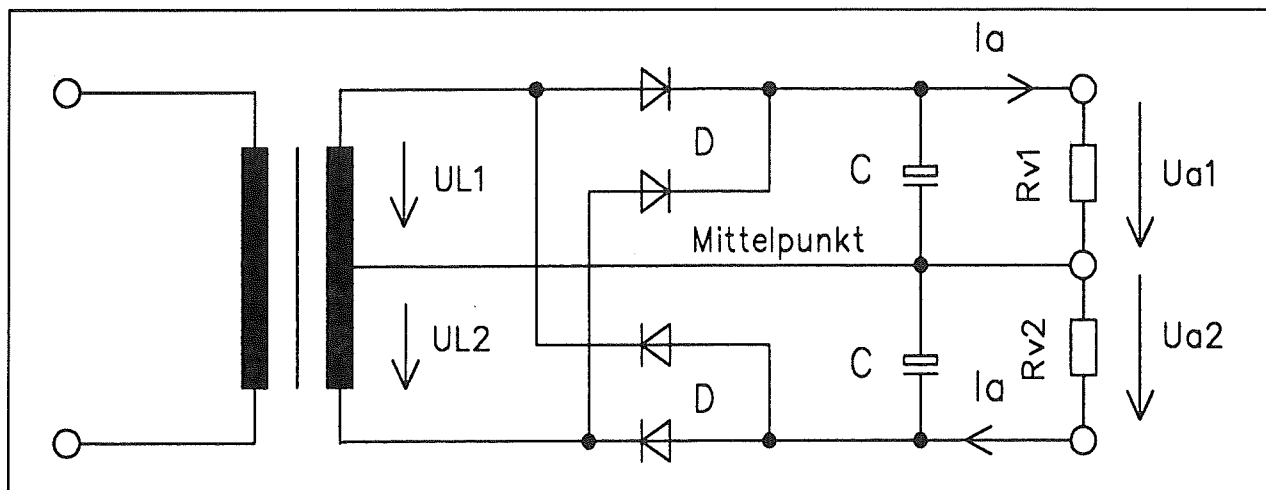 Ia
D
UL1
C
Rv1
Ua1
Mittelpunkt
UL2
C
Rv2
Ua2
D
Ia